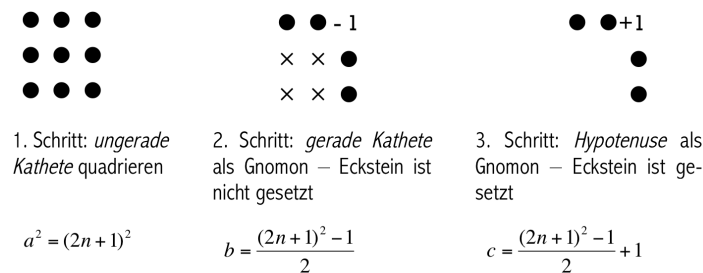 - 1
+1
× ×
× ×
1. Schritt: ungerade
Kathete quadrieren
2. Schritt: gerade Kathete
als Gnomon – Eckstein ist
nicht gesetzt
3. Schritt: Hypotenuse als
Gnomon – Eckstein ist ge-
setzt
a² = (2n+1)²
b = ((2n+1)² −1)/2
c = ((2n+1)² −1)/2 +1